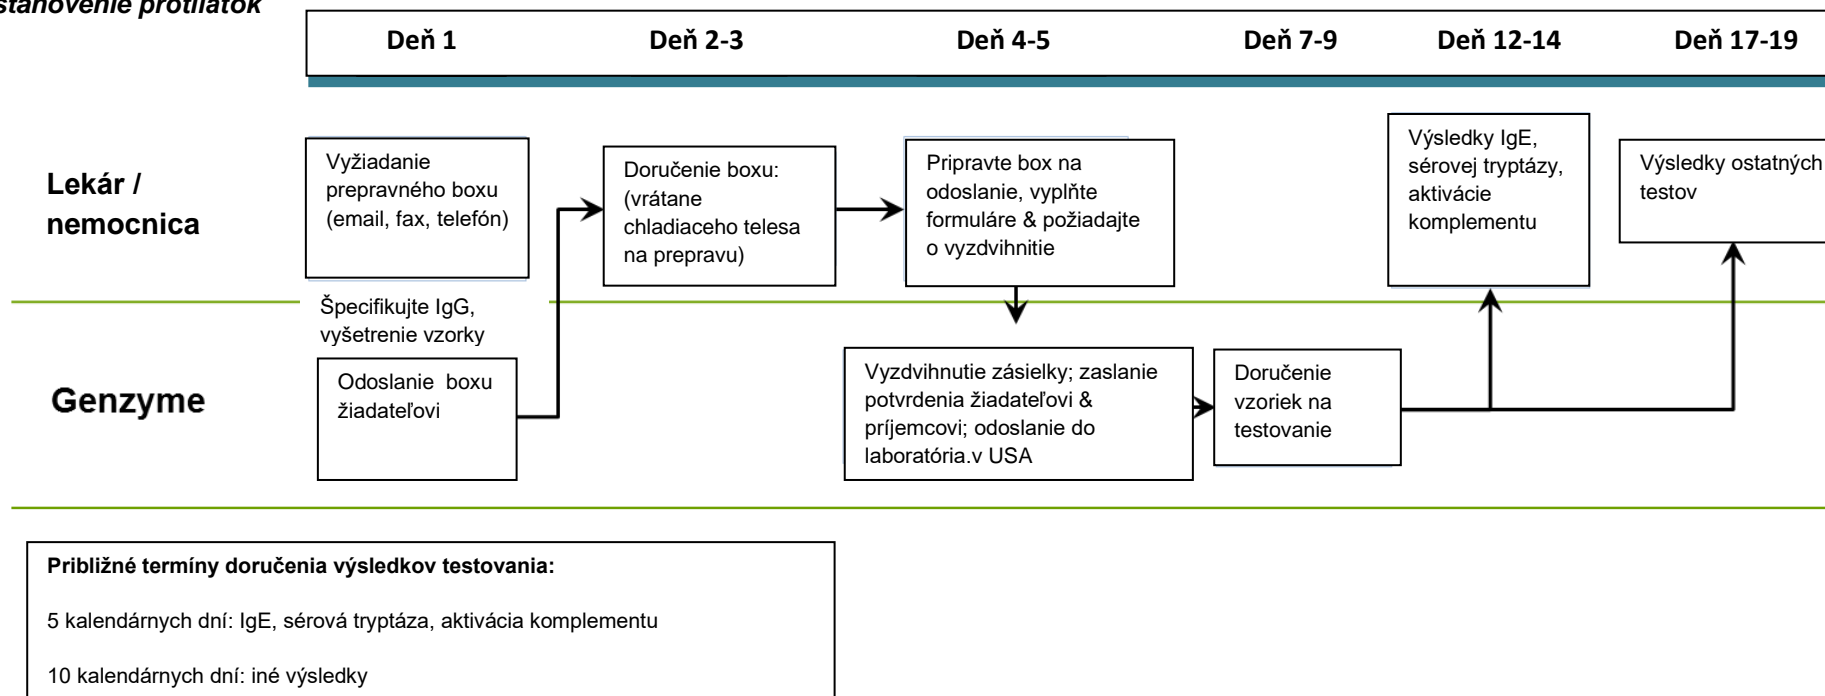 stanovenie protilátok
Deň 1
Deň 2-3
Deň 4-5
Deň 7-9
Deň 12-14
Deň 17-19
Lekár /
nemocnica
Vyžiadanie
prepravného boxu
(email, fax, telefón)
Doručenie boxu:
(vrátane
chladiaceho telesa
na prepravu)
Pripravte box na
odoslanie, vyplňte
formuláre & požiadajte
o vyzdvihnitie
Výsledky IgE,
sérovej tryptázy,
aktivácie
komplementu
Výsledky ostatných
testov
Špecifikujte IgG,
vyšetrenie vzorky
Genzyme
Odoslanie boxu
žiadateľovi
Vyzdvihnutie zásielky; zaslanie
potvrdenia žiadateľovi &
príjemcovi; odoslanie do
laboratória.v USA
Doručenie
vzoriek na
testovanie
Približné termíny doručenia výsledkov testovania:
5 kalendárnych dní: IgE, sérová tryptáza, aktivácia komplementu
10 kalendárnych dní: iné výsledky